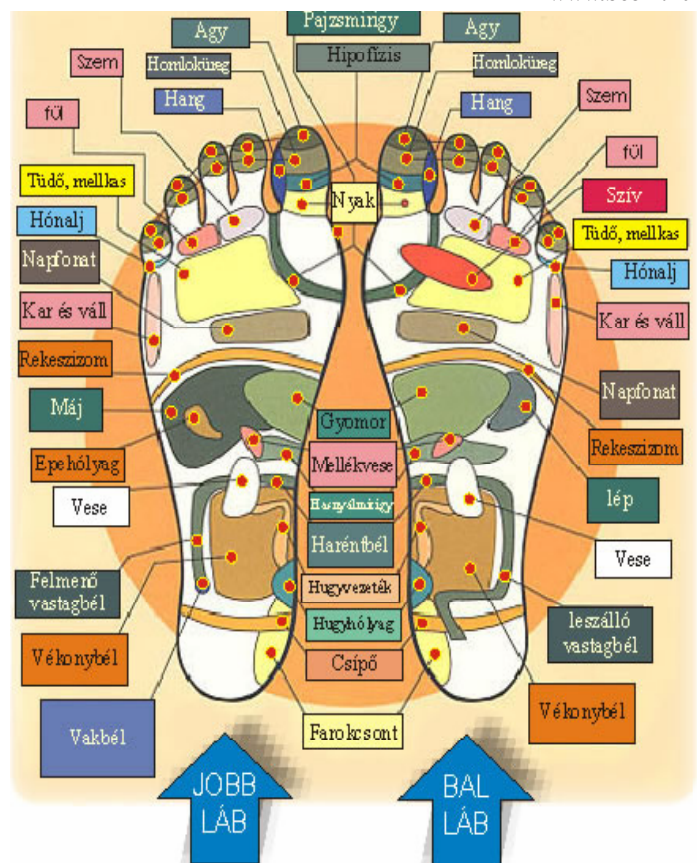 Pajzsmirigy
Agy
Agy
Hipofízis
Homloküreg
Homloküreg
Szem
Szem
Hang
Hang
fül
fül
Szív
Tüdő, mellkas
Nyak
Tüdő, mellkas
Hónalj
Hónalj
Napfonat
Kar és váll
Kar és váll
Rekeszizom
Napfonat
Máj
Gyomor
Rekeszizom
Epehólyag
Mellékvese
Vese
Hasnyálmirigy
lép
Haréntbél
Vese
Felmenő
vastagbél
Hugyvezeték
Hugyhólyag
leszálló
vastagbél
Vékonybél
Csípő
Vékonybél
Vakbél
Farokcsont
JOBB
LÁB
BAL
LÁB